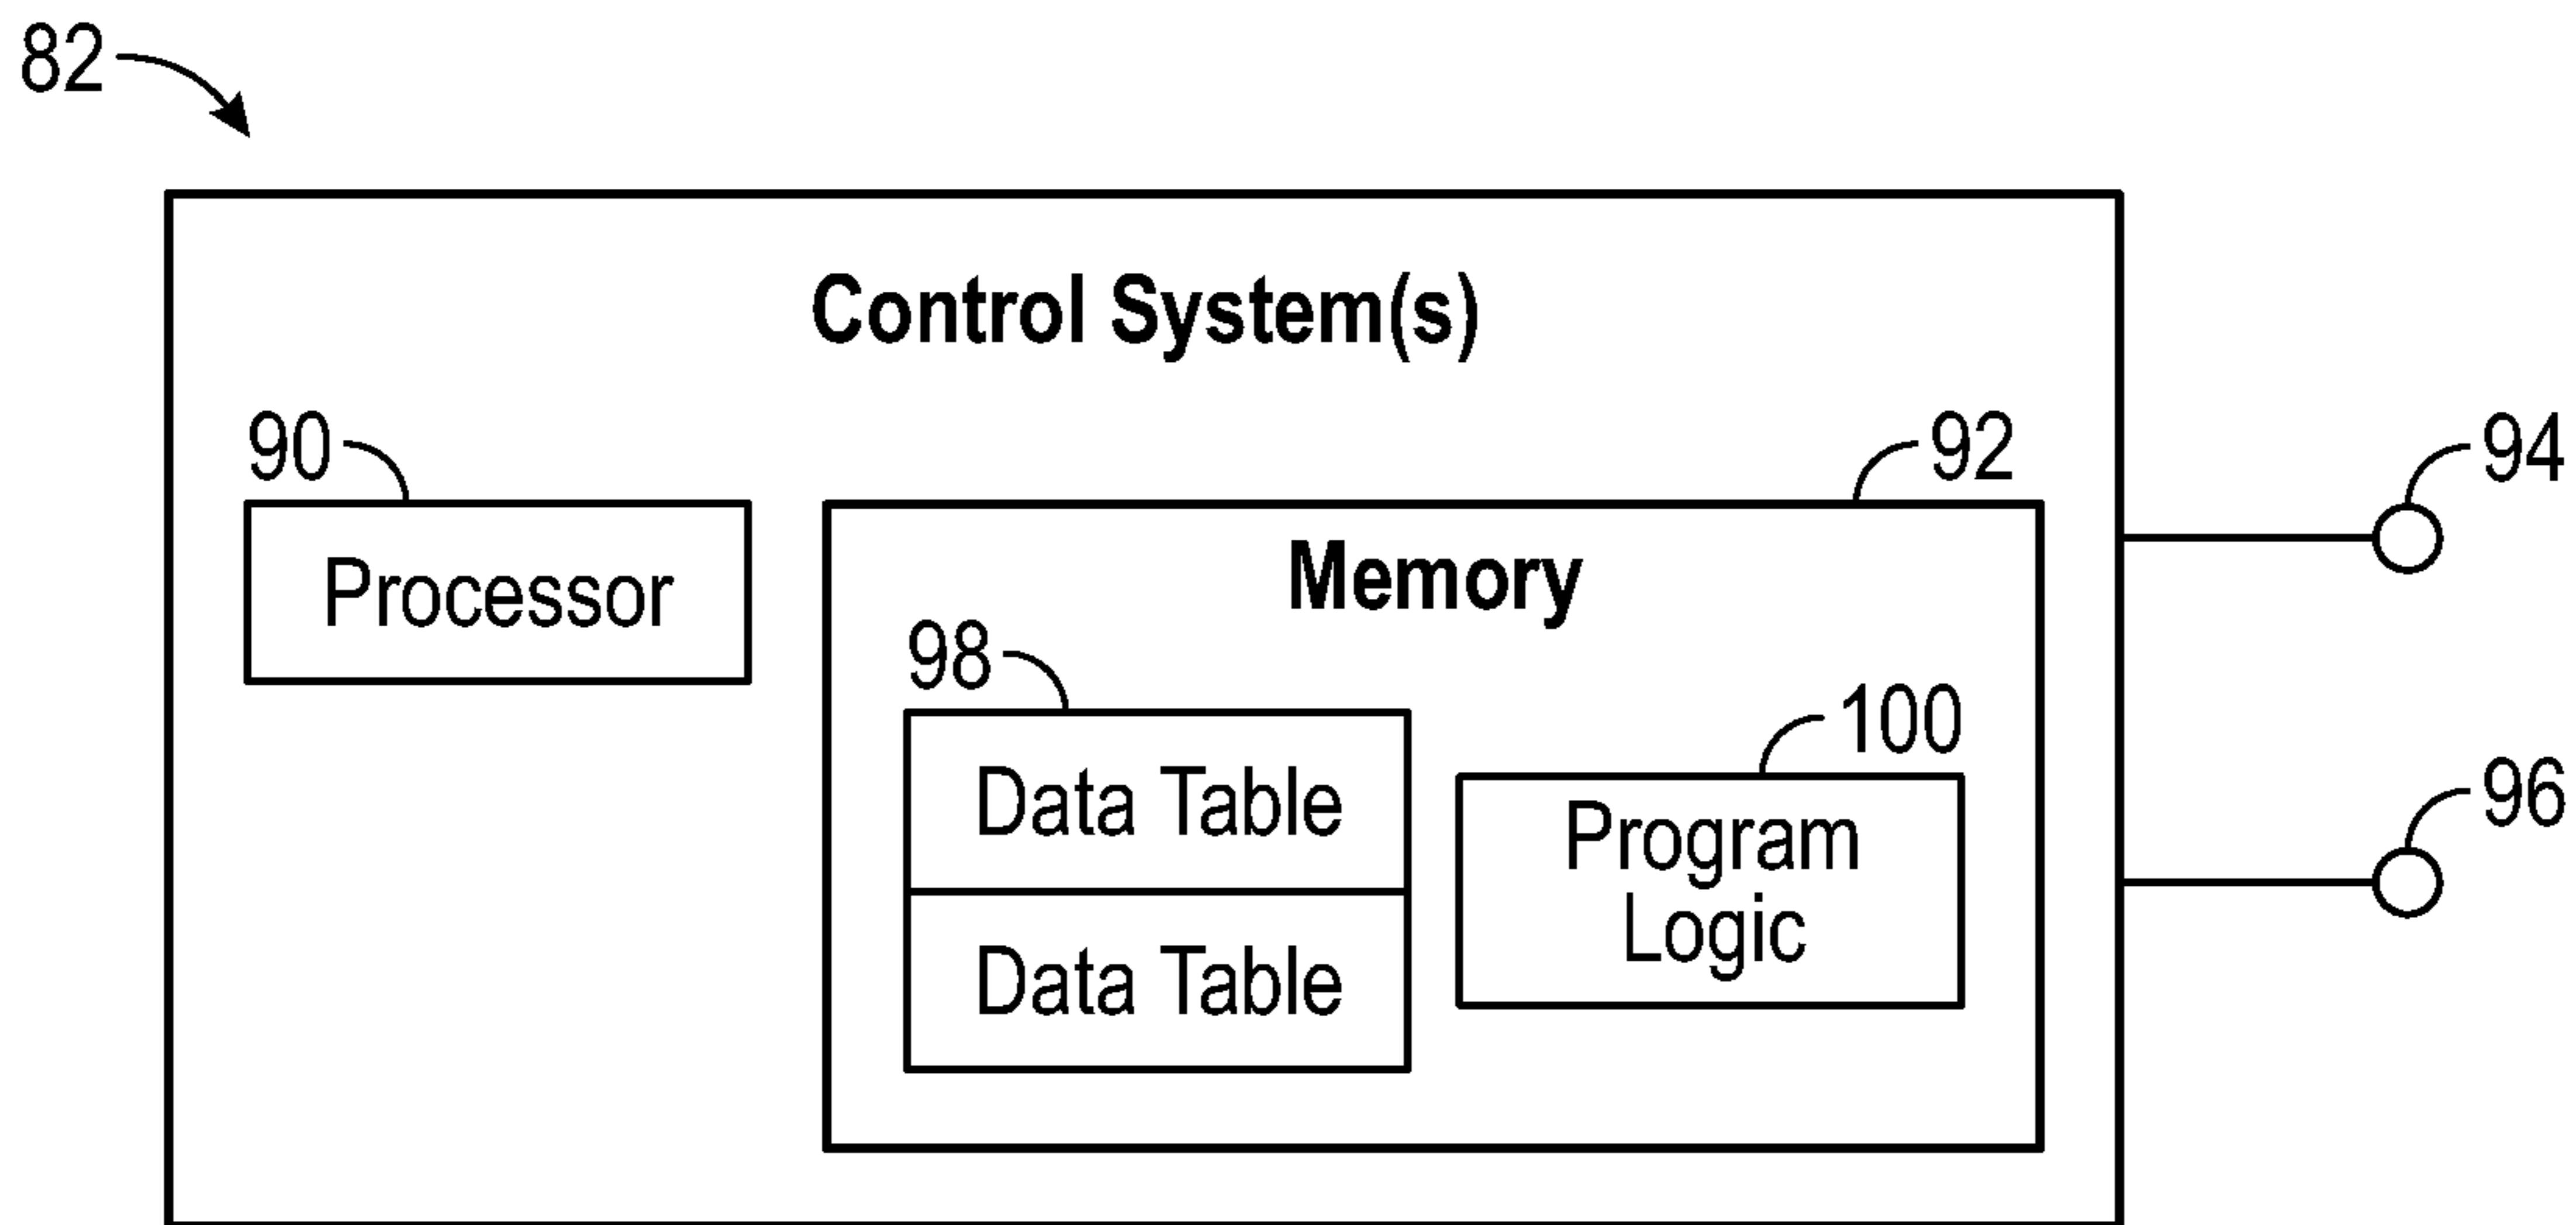 82
Control System(s)
90
92
94
Processor
Memory
98
100
Data Table
Program
Logic
96
Data Table